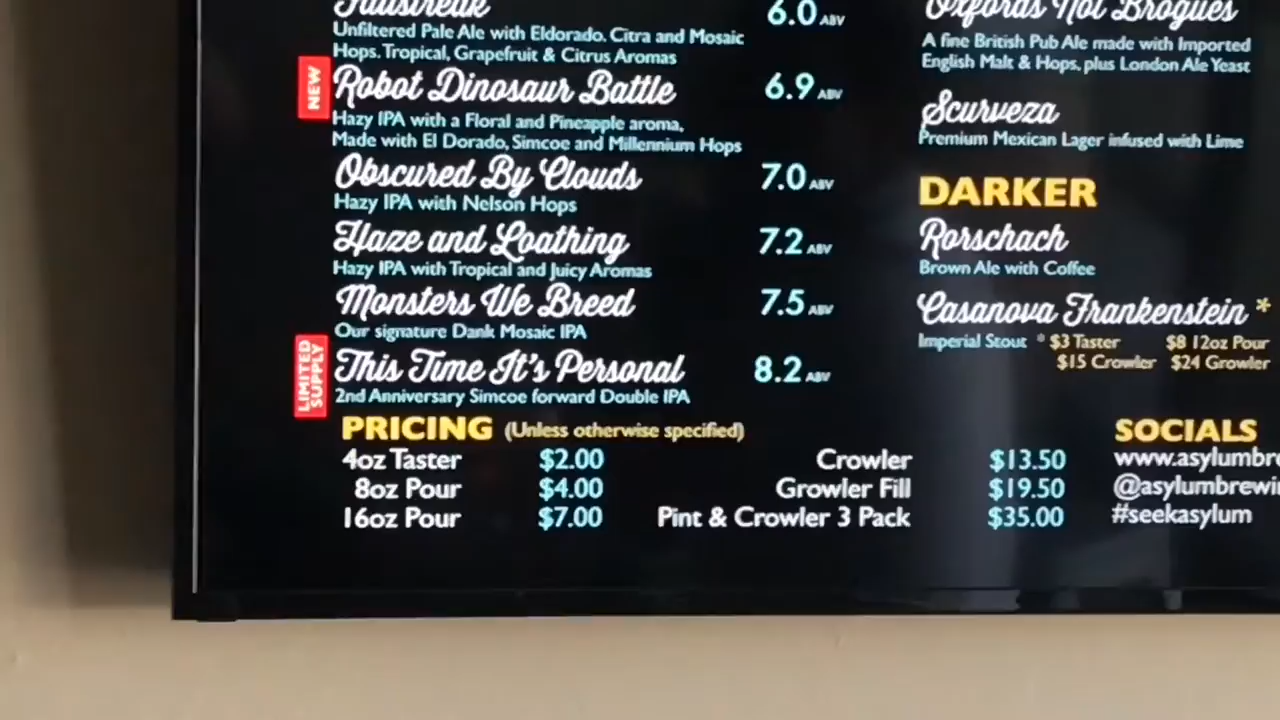 6.0 ABV
Unfiltered Pale Ale with Eldorado. Citra and Mosaic
Hops. Tropical, Grapefruit & Citrus Aromas
NEW
Robot Dinosaur Battle 6.9 ABV
Hazy IPA with a Floral and Pineapple aroma,
Made with El Dorado, Simcoe and Millennium Hops
Obscured By Clouds 7.0 ABV
Hazy IPA with Nelson Hops
Haze and Loathing 7.2 ABV
Hazy IPA with Tropical and Juicy Aromas
Monsters We Breed 7.5 ABV
Our signature Dank Mosaic IPA
LIMITED
SUPPLY
This Time It's Personal 8.2 ABV
2nd Anniversary Simcoe forward Double IPA
Oxfords Not Brogues
A fine British Pub Ale made with Imported
English Malt & Hops, plus London Ale Yeast
Scurveza
Premium Mexican Lager infused with Lime
DARKER
Rorschach
Brown Ale with Coffee
Casanova Frankenstein *
Imperial Stout * $3 Taster $8 12oz Pour
$15 Crowler $24 Growler
PRICING (Unless otherwise specified)
4oz Taster $2.00
8oz Pour $4.00
16oz Pour $7.00
Crowler $13.50
Growler Fill $19.50
Pint & Crowler 3 Pack $35.00
SOCIALS
www.asylumbre
@asylumbrewi
#seekasylum